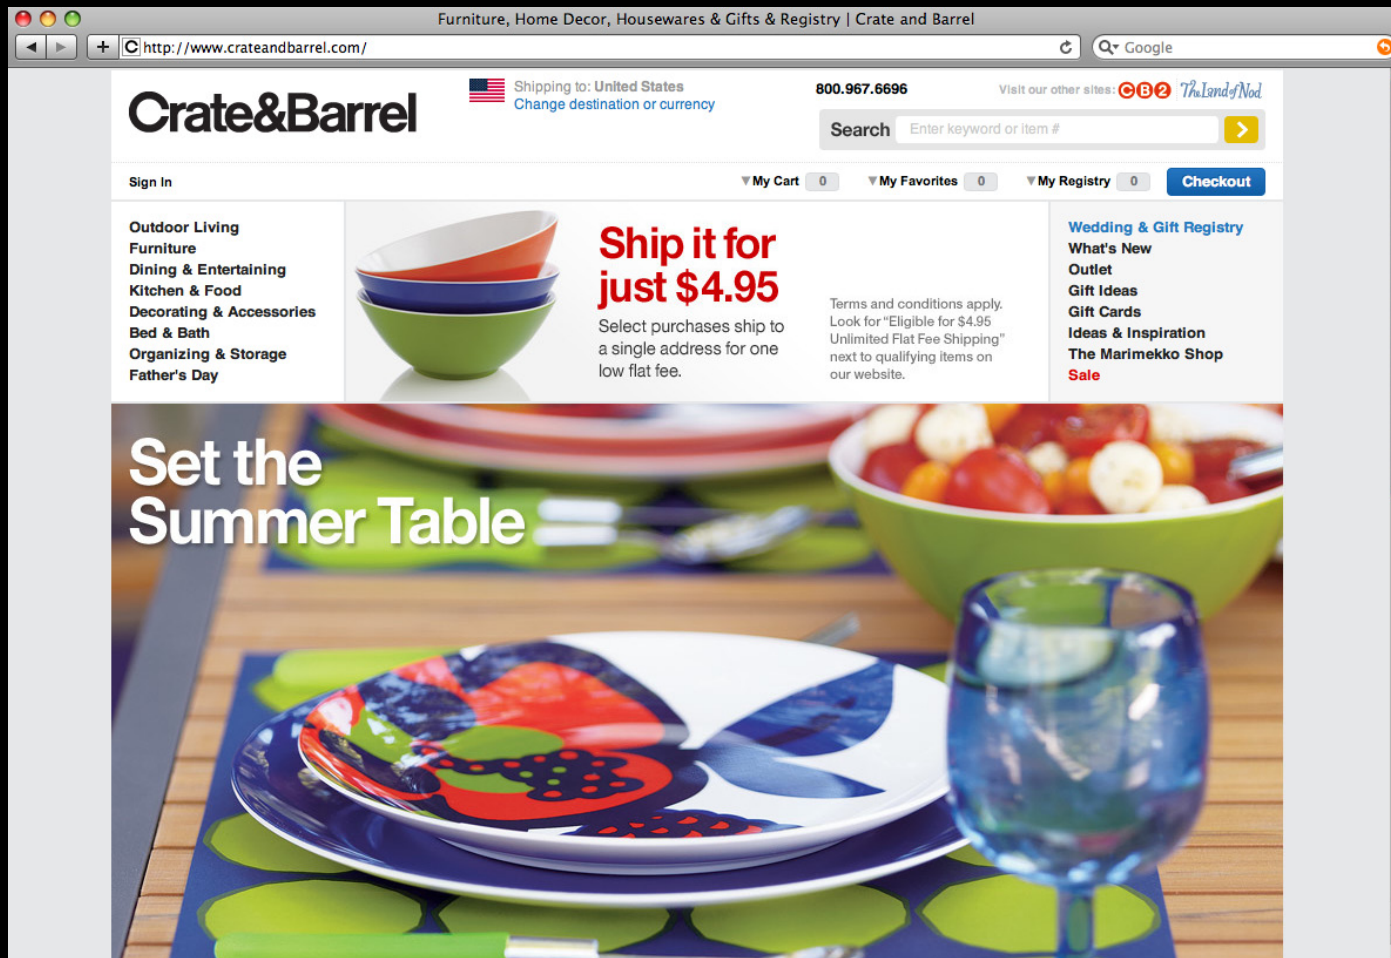 Furniture, Home Decor, Housewares & Gifts & Registry | Crate and Barrel
+ C http://www.crateandbarrel.com/
Google
Crate&Barrel
Shipping to: United States
Change destination or currency
800.967.6696
Visit our other sites: CB2 The Land of Nod
Search Enter keyword or item #
Sign In
My Cart 0
My Favorites 0
My Registry 0
Checkout
Outdoor Living
Furniture
Dining & Entertaining
Kitchen & Food
Decorating & Accessories
Bed & Bath
Organizing & Storage
Father's Day
Ship it for
just $4.95
Select purchases ship to
a single address for one
low flat fee.
Terms and conditions apply.
Look for “Eligible for $4.95
Unlimited Flat Fee Shipping”
next to qualifying items on
our website.
Wedding & Gift Registry
What's New
Outlet
Gift Ideas
Gift Cards
Ideas & Inspiration
The Marimekko Shop
Sale
Set the
Summer Table